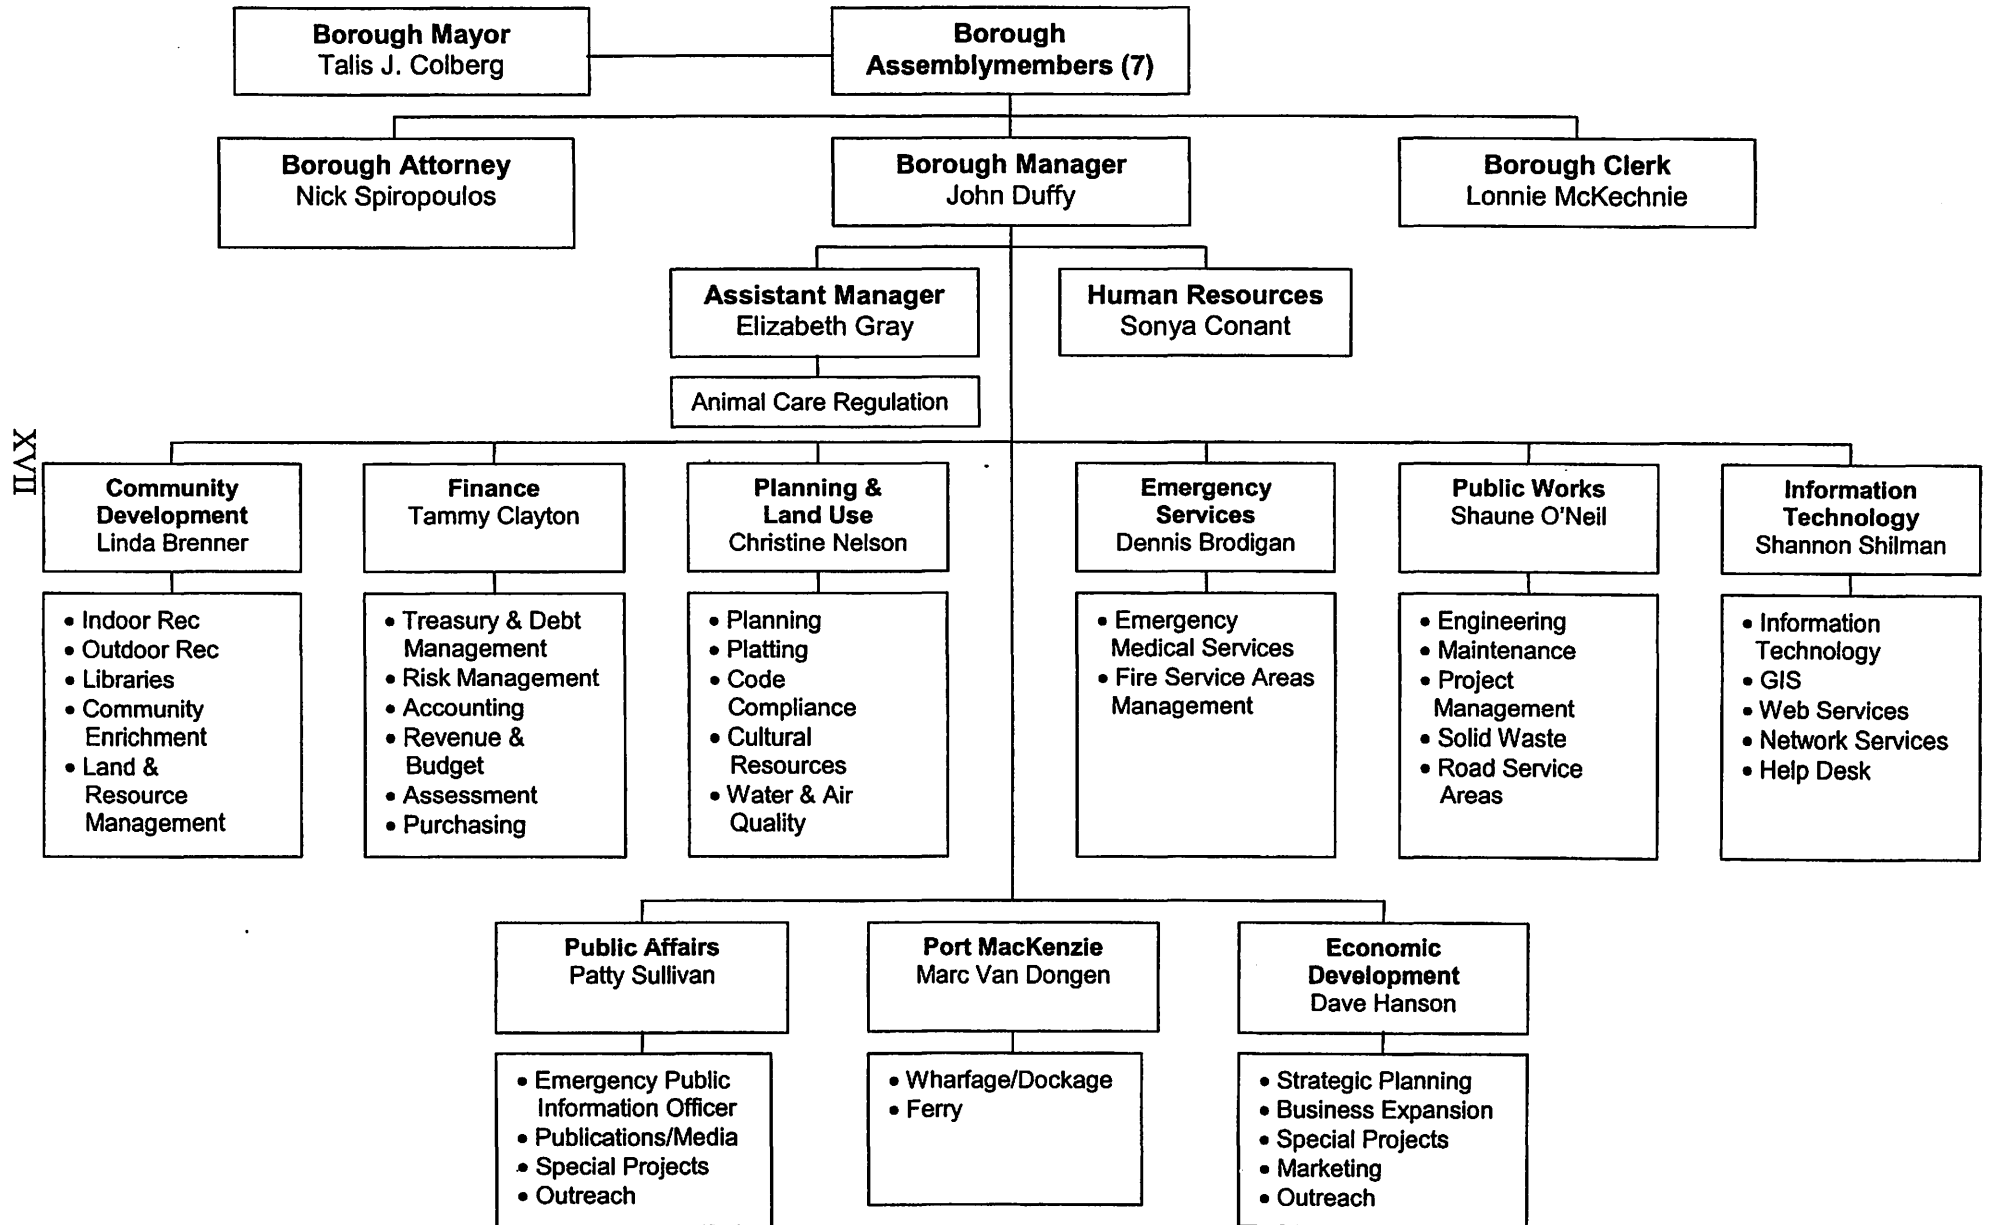 Borough Mayor
Talis J. Colberg
Borough
Assemblymembers (7)
Borough Attorney
Nick Spiropoulos
Borough Manager
John Duffy
Borough Clerk
Lonnie McKechnie
Assistant Manager
Elizabeth Gray
Human Resources
Sonya Conant
Animal Care Regulation
XVII
Community
Development
Linda Brenner
Finance
Tammy Clayton
Planning &
Land Use
Christine Nelson
Emergency
Services
Dennis Brodigan
Public Works
Shaune O'Neil
Information
Technology
Shannon Shilman
• Indoor Rec
• Outdoor Rec
• Libraries
• Community
Enrichment
• Land &
Resource
Management
• Treasury & Debt
Management
• Risk Management
• Accounting
• Revenue &
Budget
• Assessment
• Purchasing
• Planning
• Platting
• Code
Compliance
• Cultural
Resources
• Water & Air
Quality
• Emergency
Medical Services
• Fire Service Areas
Management
• Engineering
• Maintenance
• Project
Management
• Solid Waste
• Road Service
Areas
• Information
Technology
• GIS
• Web Services
• Network Services
• Help Desk
Public Affairs
Patty Sullivan
Port MacKenzie
Marc Van Dongen
Economic
Development
Dave Hanson
• Emergency Public
Information Officer
• Publications/Media
• Special Projects
• Outreach
• Wharfage/Dockage
• Ferry
• Strategic Planning
• Business Expansion
• Special Projects
• Marketing
• Outreach